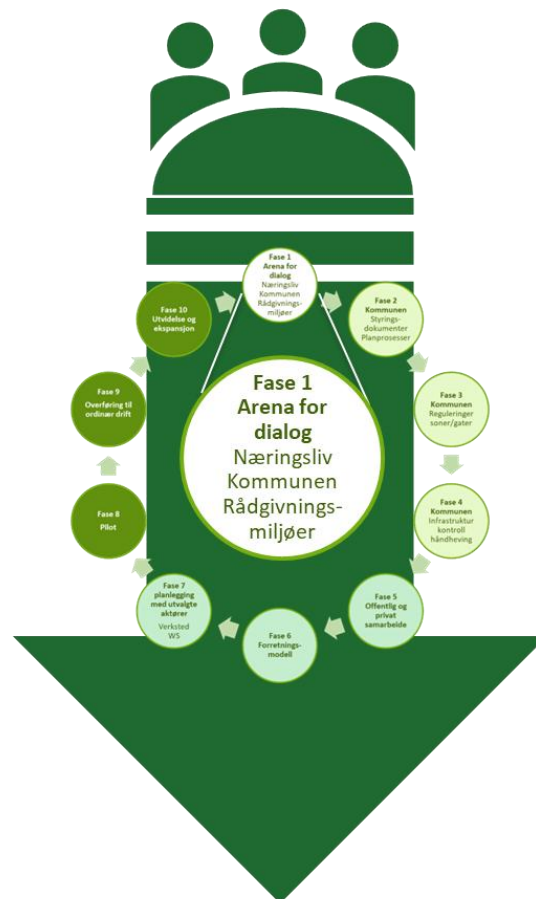 Fase 1
Arena for
dialog
Næringsliv
Kommunen
Rådgivnings-
miljøer
Fase 2
Kommunen
Styrings-
dokumenter
Planprosesser
Fase 3
Kommunen
Reguleringer
soner/gater
Fase 4
Kommunen
Infrastruktur
kontroll
håndheving
Fase 5
Offentlig og
privat
samarbeide
Fase 6
Forretnings-
modell
Fase 7
planlegging
med utvalgte
aktører
Verksted
WS
Fase 8
Pilot
Fase 9
Overføring til
ordinær drift
Fase 10
Utvidelse og
ekspansjon
Fase 1
Arena for
dialog
Næringsliv
Kommunen
Rådgivnings-
miljøer